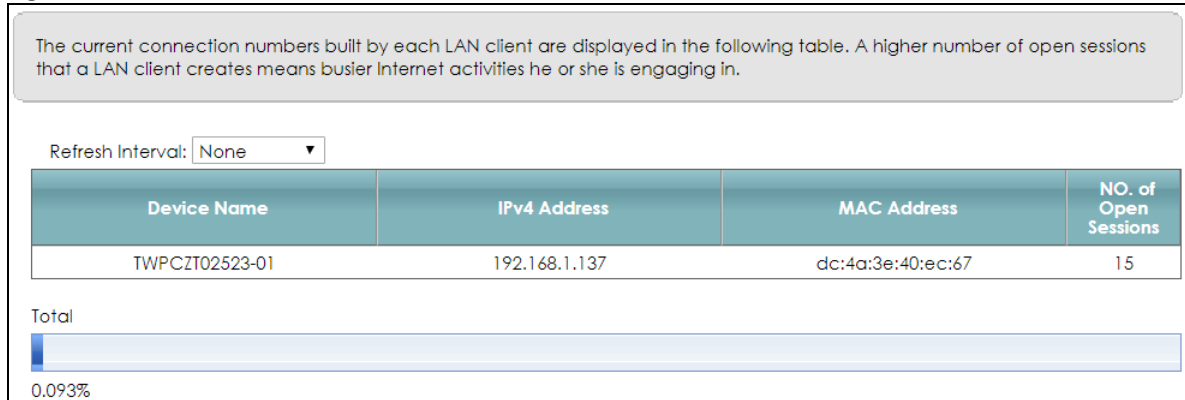 The current connection numbers built by each LAN client are displayed in the following table. A higher number of open sessions
that a LAN client creates means busier Internet activities he or she is engaging in.
Refresh Interval: None
Device Name IPv4 Address MAC Address NO. of
Open
Sessions
TWPCZT02523-01 192.168.1.137 dc:4a:3e:40:ec:67 15
Total
0.093%